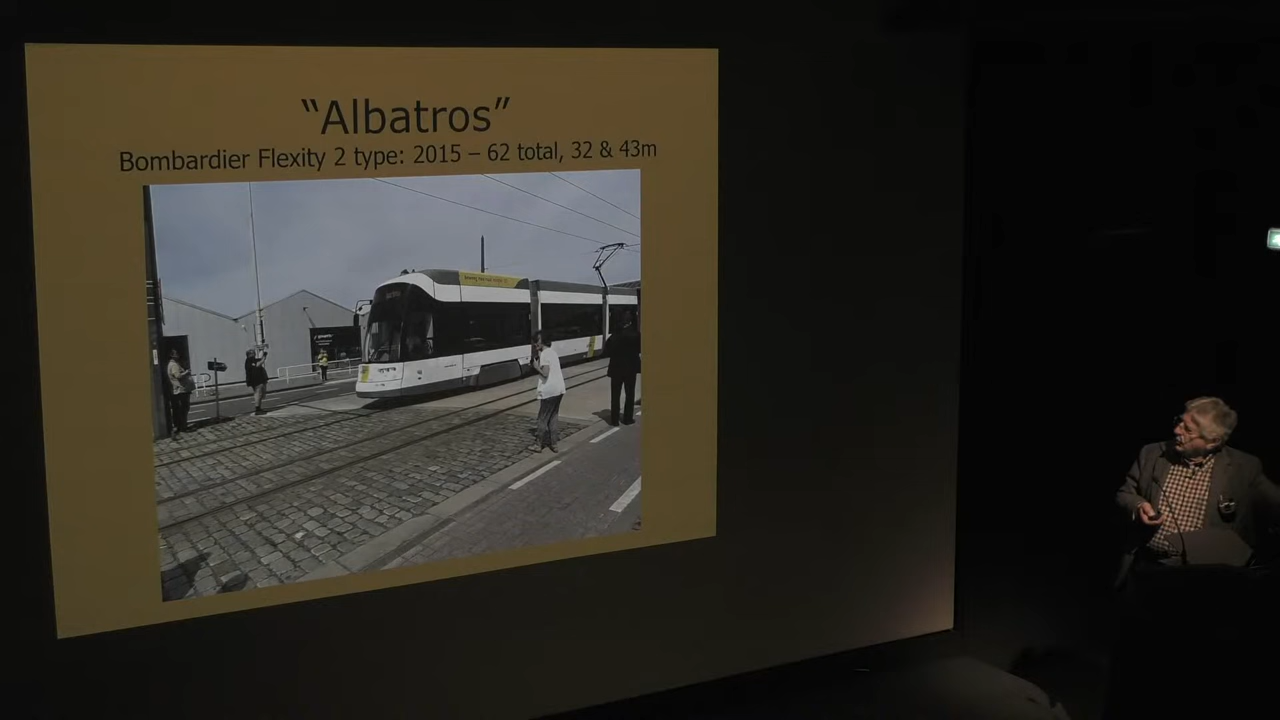 “Albatros”
Bombardier Flexity 2 type: 2015 – 62 total, 32 & 43m